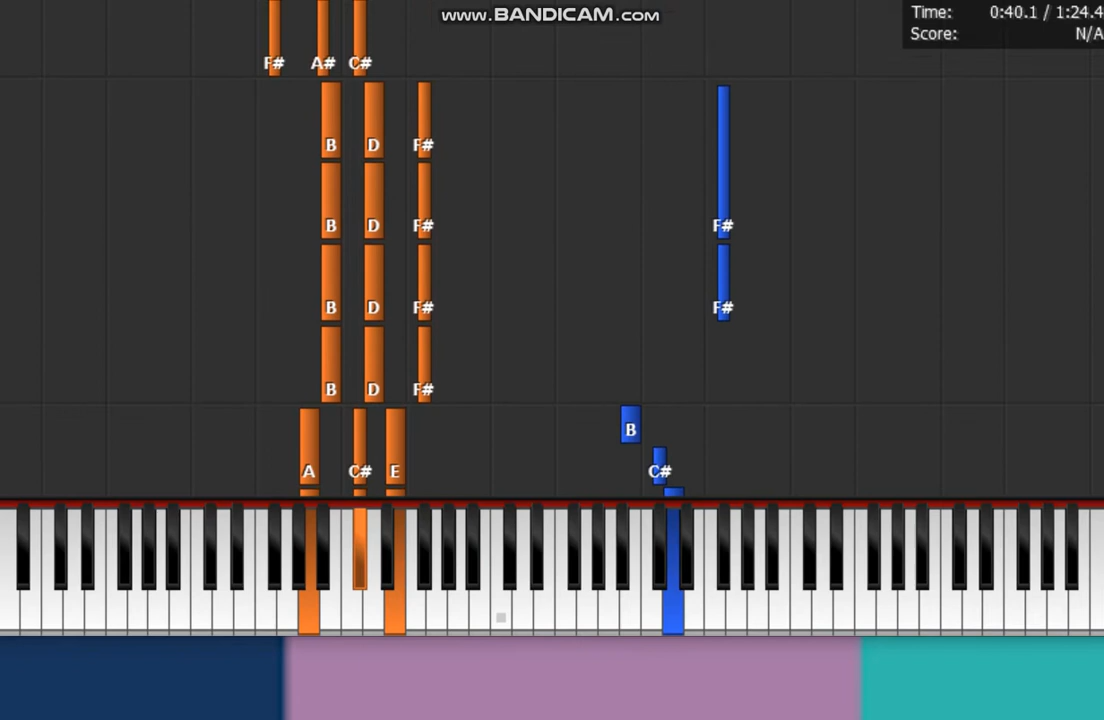 www.BANDICAM.com
Time: 0:40.1 / 1:24.4
Score: N/A
F# A# C#
B D F#
B D F# F#
B D F# F#
B D F#
B
A C# E C#